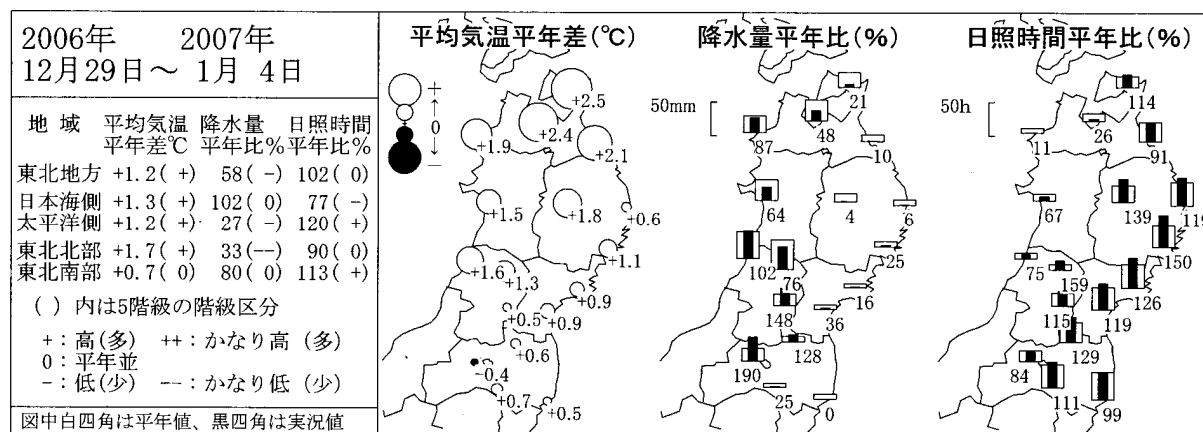 2006年 2007年
12月29日～ 1月 4日
地 域 平均気温 降水量 日照時間
平年差℃ 平年比% 平年比%
東北地方 +1.2( +) 58( -) 102( 0)
日本海側 +1.3( +) 102( 0) 77( -)
太平洋側 +1.2( +) 27( -) 120( +)
東北北部 +1.7( +) 33(--) 90( 0)
東北南部 +0.7( 0) 80( 0) 113( +)
( ) 内は5階級の階級区分
+：高(多) ++：かなり高 (多)
0：平年並
-：低(少) --：かなり低 (少)
図中白四角は平年値、黒四角は実況値
平均気温平年差(℃)
+
↑
0
↓
-
+2.5
+2.4
+1.9
+2.1
+1.5
+1.8
+0.6
+1.1
+1.6
+1.3
+0.9
+0.5
+0.9
+0.6
-0.4
+0.7
+0.5
降水量平年比(%)
50mm
21
48
87
10
64
4
6
25
102
76
16
148
36
128
190
25
0
日照時間平年比(%)
50h
114
26
11
91
67
139
119
150
75
159
126
115
119
129
84
111
99